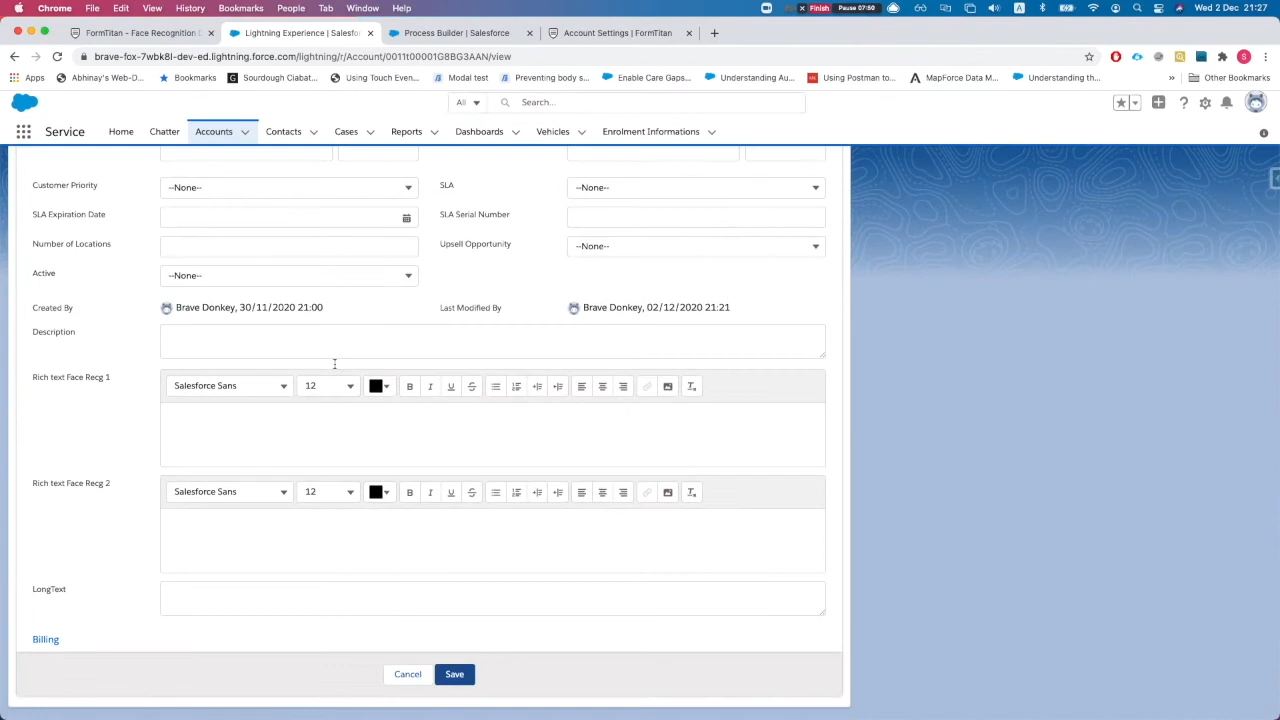 Chrome File Edit View History Bookmarks People Tab Window Help Finish Pause 07:50 Wed 2 Dec 21:27
FormTitan - Face Recognition Lightning Experience | Salesfor Process Builder | Salesforce Account Settings | FormTitan
brave-fox-7wbk8l-dev-ed.lightning.force.com/lightning/r/Account/0011t00001G8BG3AAN/view
Apps Abhinay's Web-D... Bookmarks Sourdough Ciabat... Using Touch Even... Modal test Preventing body s... Enable Care Gaps... Understanding Au... Using Postman to... MapForce Data M... Understanding th... » Other Bookmarks
All Search...
Service Home Chatter Accounts Contacts Cases Reports Dashboards Vehicles Enrolment Informations
Customer Priority --None-- SLA --None--
SLA Expiration Date SLA Serial Number
Number of Locations Upsell Opportunity --None--
Active --None--
Created By Brave Donkey, 30/11/2020 21:00 Last Modified By Brave Donkey, 02/12/2020 21:21
Description
Rich text Face Recg 1 Salesforce Sans 12 B I U S
Rich text Face Recg 2 Salesforce Sans 12 B I U S
LongText
Billing
Cancel Save